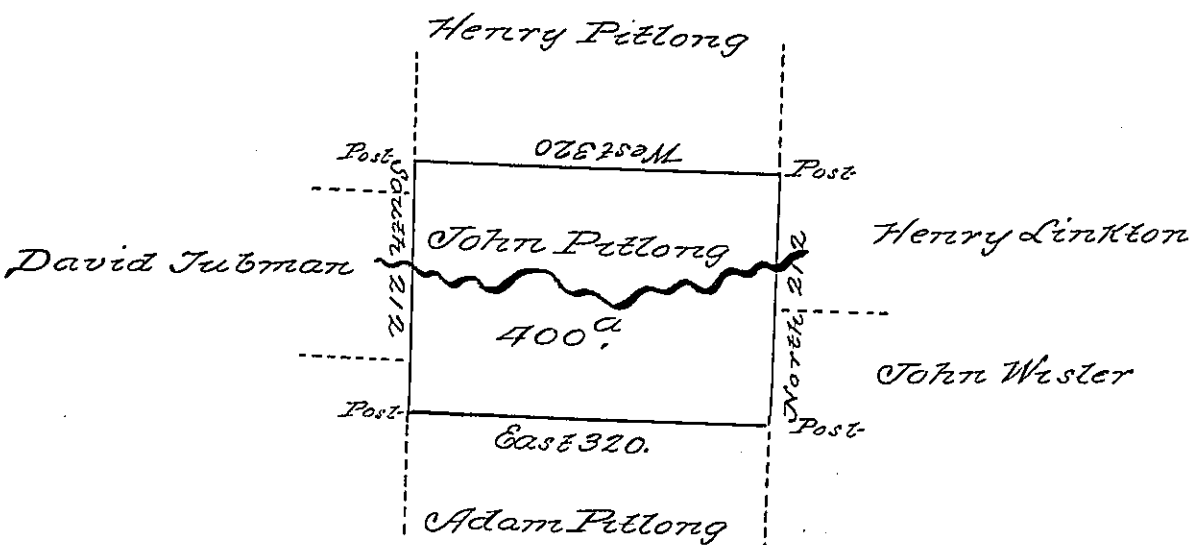 Henry Pitlong
Post
West 320
Post
South 212
John Pitlong
Henry Linkton
David Tubman
North 212
400 a.
John Wisler
Post
East 320.
Post
Adam Pitlong